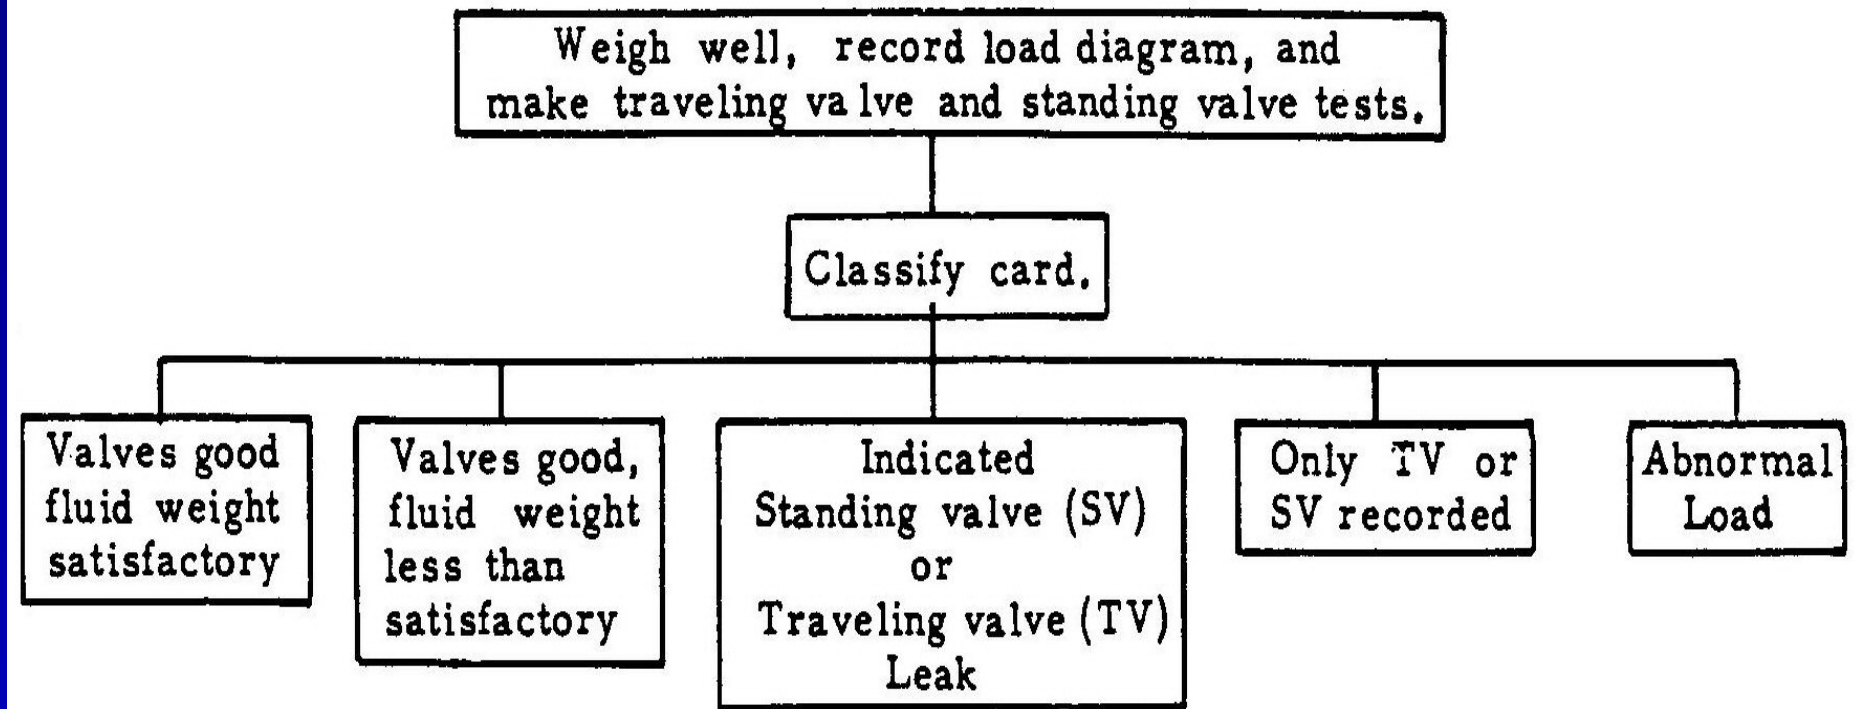 Weigh well, record load diagram, and
make traveling valve and standing valve tests.
Classify card.
Valves good
fluid weight
satisfactory
Valves good,
fluid weight
less than
satisfactory
Indicated
Standing valve (SV)
or
Traveling valve (TV)
Leak
Only TV or
SV recorded
Abnormal
Load